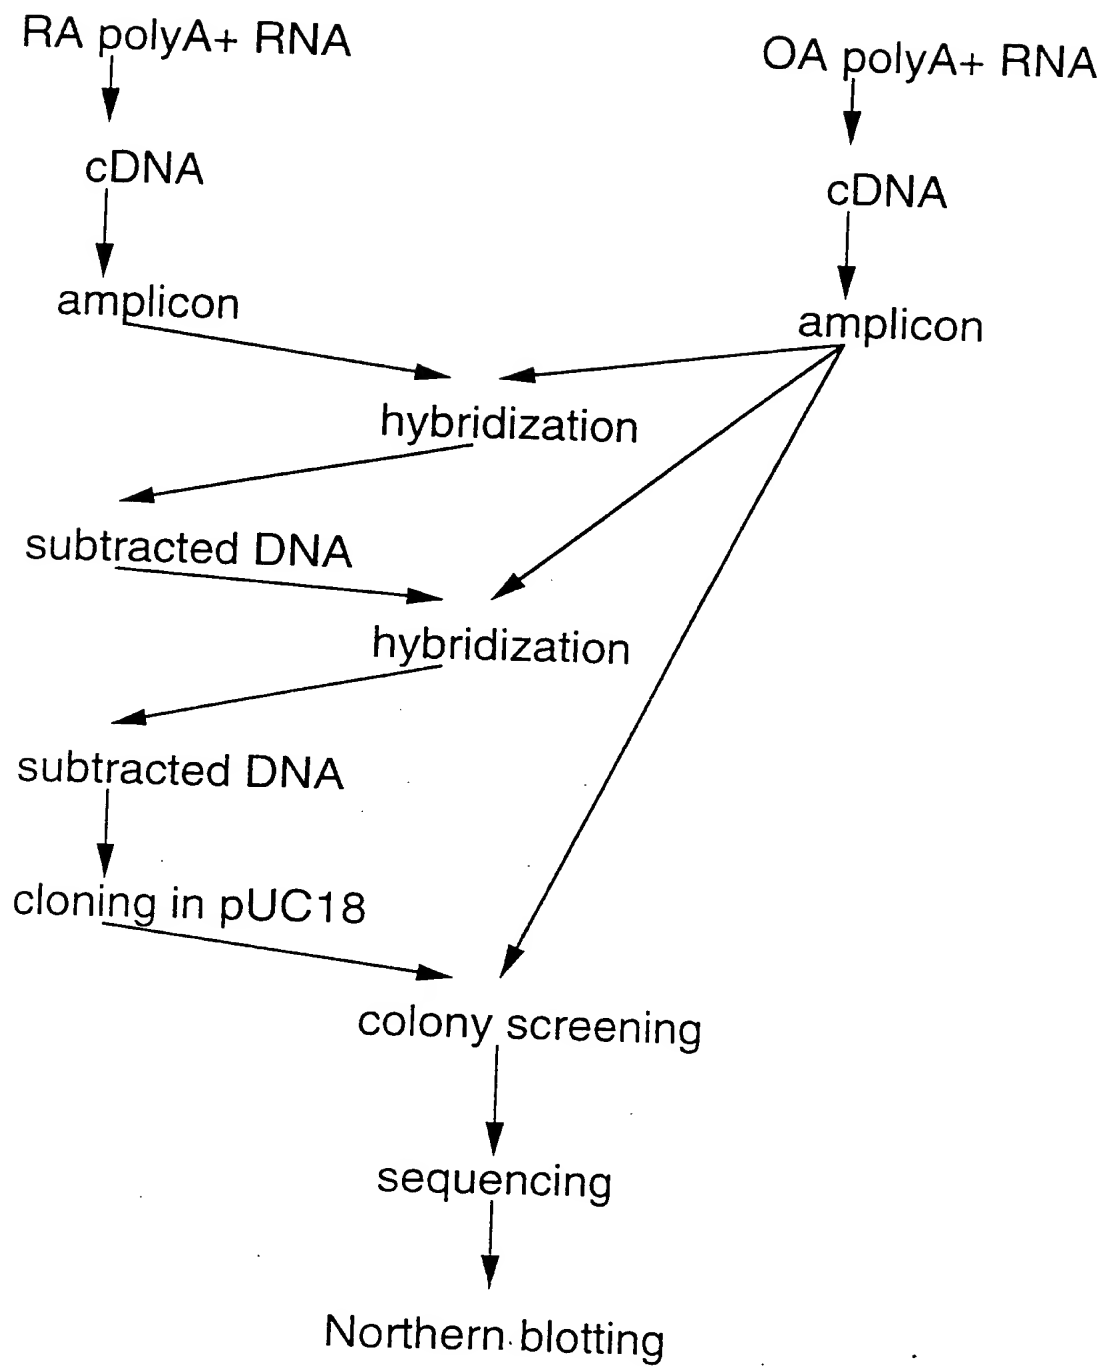 RA polyA+ RNA
OA polyA+ RNA
cDNA
cDNA
amplicon
amplicon
hybridization
subtracted DNA
hybridization
subtracted DNA
cloning in pUC18
colony screening
sequencing
Northern blotting